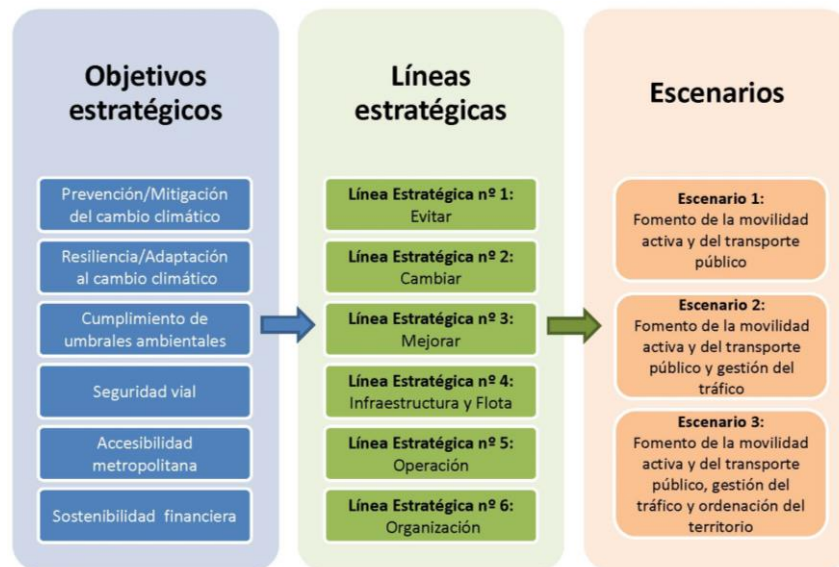 Objetivos
estratégicos
Prevención/Mitigación
del cambio climático
Resiliencia/Adaptación
al cambio climático
Cumplimiento de
umbrales ambientales
Seguridad vial
Accesibilidad
metropolitana
Sostenibilidad financiera
Líneas
estratégicas
Línea Estratégica nº 1:
Evitar
Línea Estratégica nº 2:
Cambiar
Línea Estratégica nº 3:
Mejorar
Línea Estratégica nº 4:
Infraestructura y Flota
Línea Estratégica nº 5:
Operación
Línea Estratégica nº 6:
Organización
Escenarios
Escenario 1:
Fomento de la movilidad
activa y del transporte
público
Escenario 2:
Fomento de la movilidad
activa y del transporte
público y gestión del
tráfico
Escenario 3:
Fomento de la movilidad
activa y del transporte
público, gestión del
tráfico y ordenación del
territorio